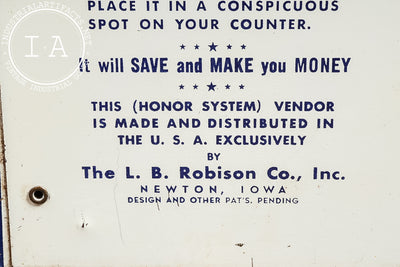 PLACE IT IN A CONSPICUOUS
SPOT ON YOUR COUNTER.
It will SAVE and MAKE you MONEY
THIS (HONOR SYSTEM) VENDOR
IS MADE AND DISTRIBUTED IN
THE U. S. A. EXCLUSIVELY
BY
The L. B. Robison Co., Inc.
NEWTON, IOWA
DESIGN AND OTHER PAT'S. PENDING
IA